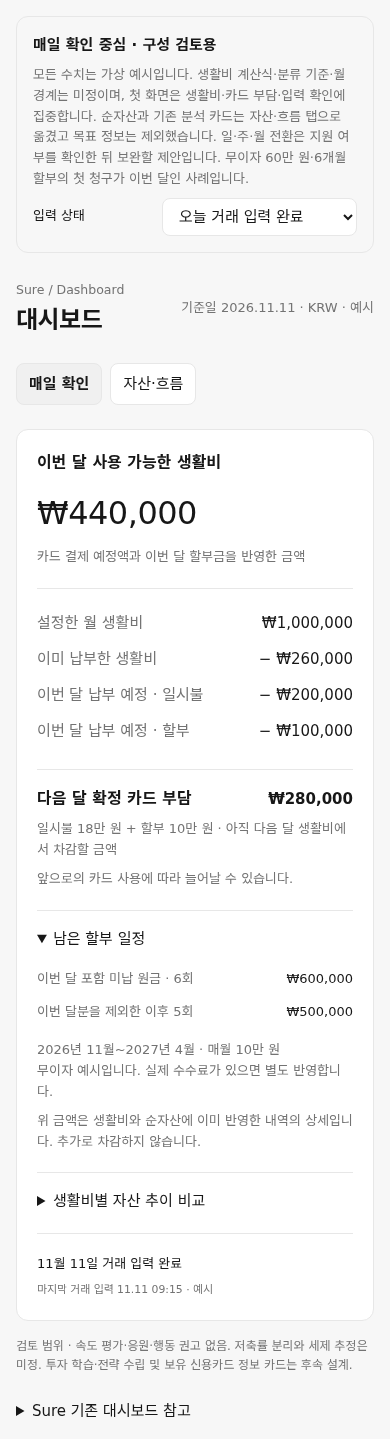 매일 확인 중심 · 구성 검토용
모든 수치는 가상 예시입니다. 생활비 계산식·분류 기준·월
경계는 미정이며, 첫 화면은 생활비·카드 부담·입력 확인에
집중합니다. 순자산과 기존 분석 카드는 자산·흐름 탭으로
옮겼고 목표 정보는 제외했습니다. 일·주·월 전환은 지원 여
부를 확인한 뒤 보완할 제안입니다. 무이자 60만 원·6개월
할부의 첫 청구가 이번 달인 사례입니다.
입력 상태
오늘 거래 입력 완료
Sure / Dashboard
대시보드
기준일 2026.11.11 · KRW · 예시
매일 확인
자산·흐름
이번 달 사용 가능한 생활비
₩440,000
카드 결제 예정액과 이번 달 할부금을 반영한 금액
설정한 월 생활비 ₩1,000,000
이미 납부한 생활비 − ₩260,000
이번 달 납부 예정 · 일시불 − ₩200,000
이번 달 납부 예정 · 할부 − ₩100,000
다음 달 확정 카드 부담 ₩280,000
일시불 18만 원 + 할부 10만 원 · 아직 다음 달 생활비에
서 차감할 금액
앞으로의 카드 사용에 따라 늘어날 수 있습니다.
▼ 남은 할부 일정
이번 달 포함 미납 원금 · 6회 ₩600,000
이번 달분을 제외한 이후 5회 ₩500,000
2026년 11월~2027년 4월 · 매월 10만 원
무이자 예시입니다. 실제 수수료가 있으면 별도 반영합니
다.
위 금액은 생활비와 순자산에 이미 반영한 내역의 상세입니
다. 추가로 차감하지 않습니다.
▶ 생활비별 자산 추이 비교
11월 11일 거래 입력 완료
마지막 거래 입력 11.11 09:15 · 예시
검토 범위 · 속도 평가·응원·행동 권고 없음. 저축률 분리와 세제 추정은
미정. 투자 학습·전략 수립 및 보유 신용카드 정보 카드는 후속 설계.
▶ Sure 기존 대시보드 참고